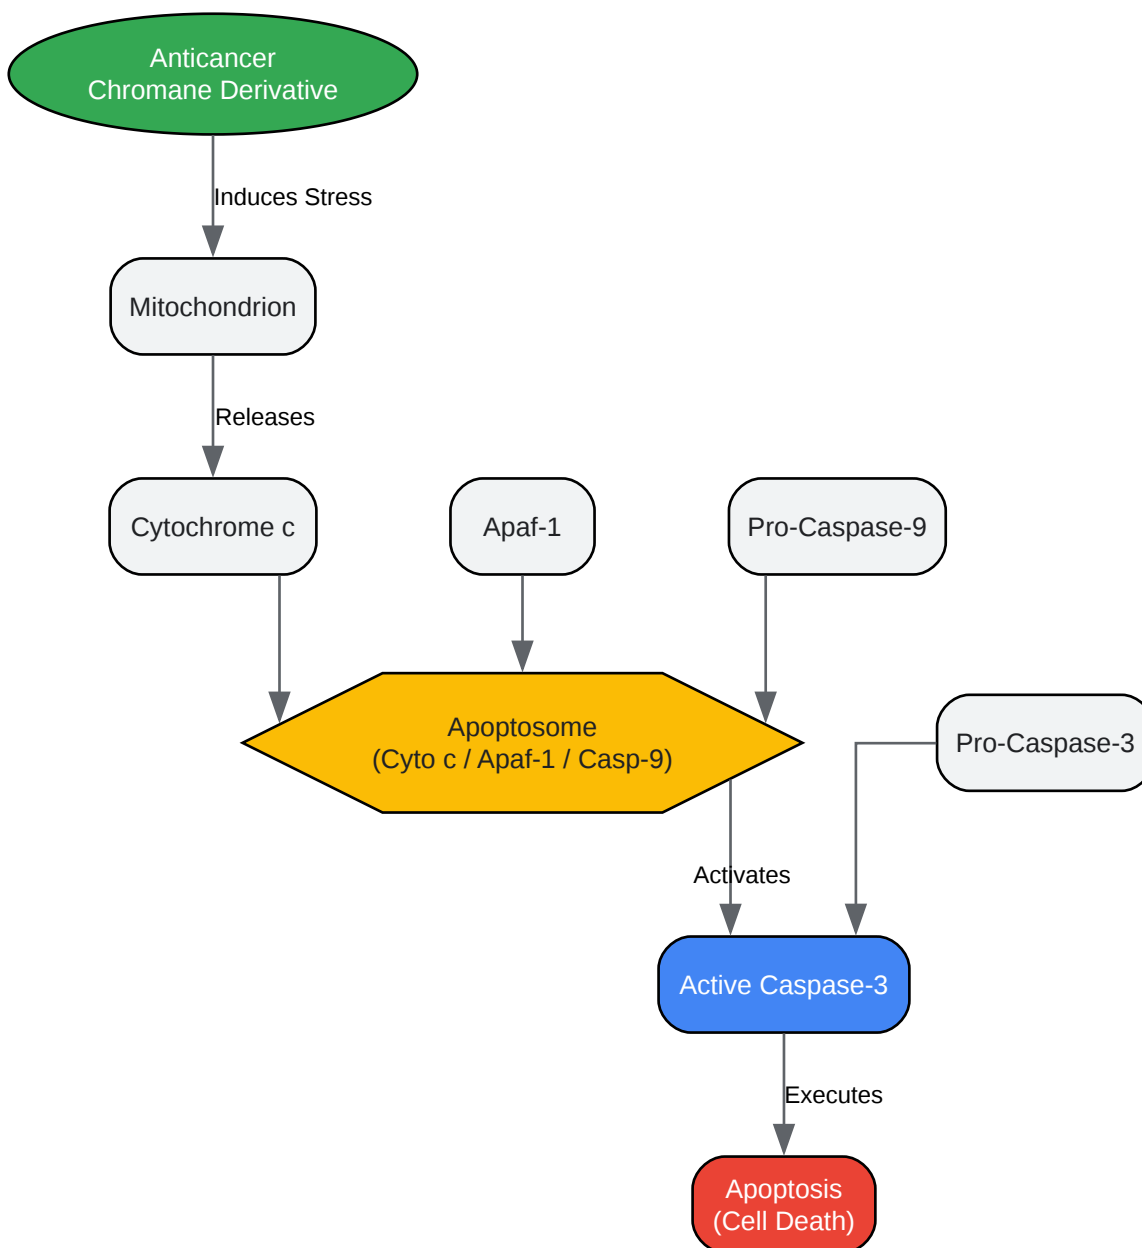 Anticancer
Chromane Derivative
Induces Stress
Mitochondrion
Releases
Cytochrome c
Apaf-1
Pro-Caspase-9
Apoptosome
(Cyto c / Apaf-1 / Casp-9)
Pro-Caspase-3
Activates
Active Caspase-3
Executes
Apoptosis
(Cell Death)